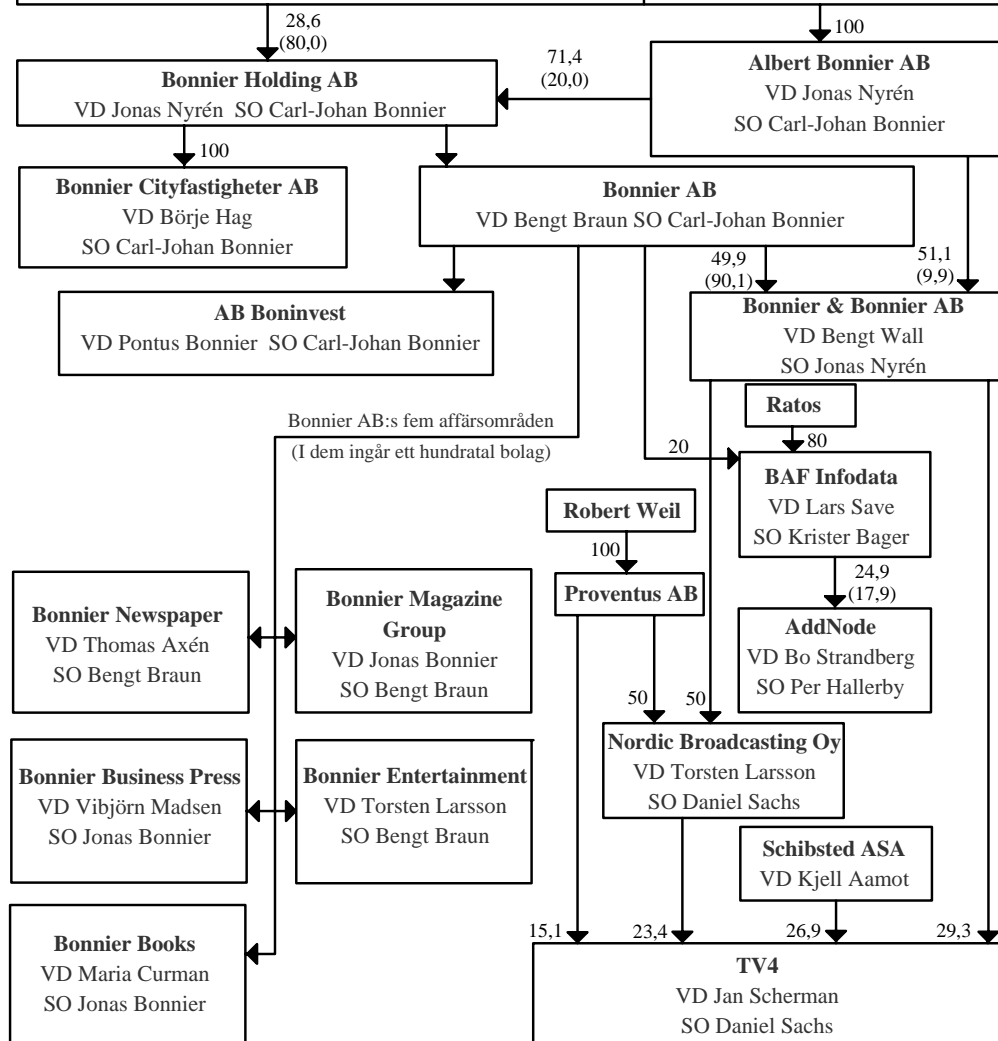 28,6
(80,0)
100
Bonnier Holding AB
VD Jonas Nyrén SO Carl-Johan Bonnier
71,4
(20,0)
Albert Bonnier AB
VD Jonas Nyrén
SO Carl-Johan Bonnier
100
Bonnier Cityfastigheter AB
VD Börje Hag
SO Carl-Johan Bonnier
Bonnier AB
VD Bengt Braun SO Carl-Johan Bonnier
49,9
(90,1)
51,1
(9,9)
AB Boninvest
VD Pontus Bonnier SO Carl-Johan Bonnier
Bonnier & Bonnier AB
VD Bengt Wall
SO Jonas Nyrén
Bonnier AB:s fem affärsområden
(I dem ingår ett hundratal bolag)
Ratos
80
20
BAF Infodata
VD Lars Save
SO Krister Bager
Robert Weil
100
Proventus AB
24,9
(17,9)
AddNode
VD Bo Strandberg
SO Per Hallerby
Bonnier Newspaper
VD Thomas Axén
SO Bengt Braun
Bonnier Magazine
Group
VD Jonas Bonnier
SO Bengt Braun
50
50
Nordic Broadcasting Oy
VD Torsten Larsson
SO Daniel Sachs
Bonnier Business Press
VD Vibjörn Madsen
SO Jonas Bonnier
Bonnier Entertainment
VD Torsten Larsson
SO Bengt Braun
Schibsted ASA
VD Kjell Aamot
Bonnier Books
VD Maria Curman
SO Jonas Bonnier
15,1
23,4
26,9
29,3
TV4
VD Jan Scherman
SO Daniel Sachs